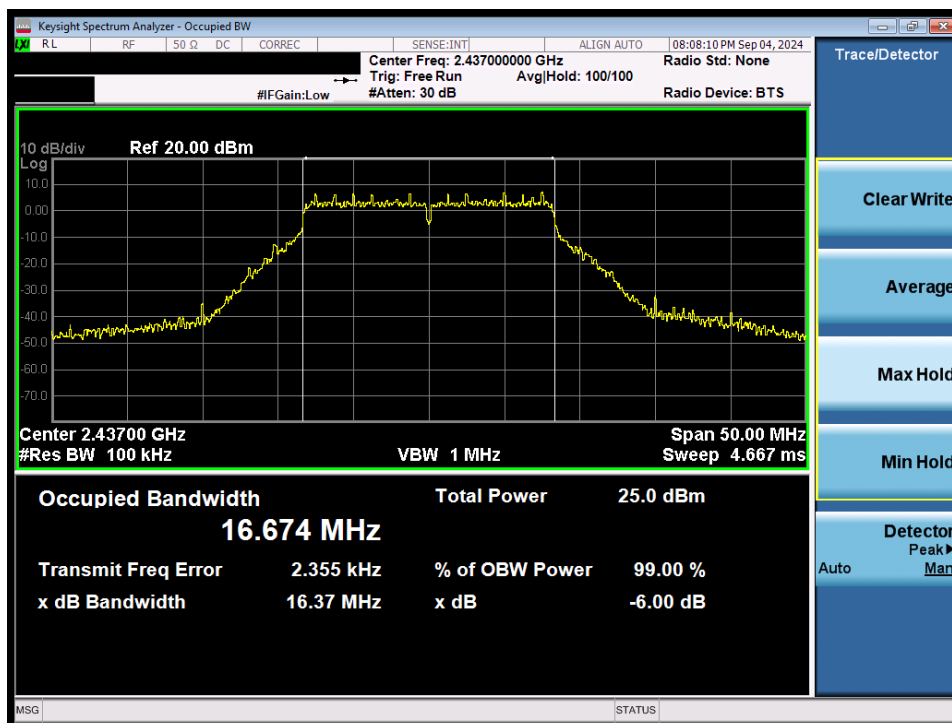 Keysight Spectrum Analyzer - Occupied BW
LXI RL RF 50 Ω DC CORREC SENSE:INT ALIGN AUTO 08:08:10 PM Sep 04, 2024
Center Freq: 2.437000000 GHz Radio Std: None
Trig: Free Run Avg|Hold: 100/100
#IFGain:Low #Atten: 30 dB Radio Device: BTS
Trace/Detector
10 dB/div Ref 20.00 dBm
Log
10.0
0.00
-10.0
-20.0
-30.0
-40.0
-50.0
-60.0
-70.0
Center 2.43700 GHz Span 50.00 MHz
#Res BW 100 kHz VBW 1 MHz Sweep 4.667 ms
Occupied Bandwidth Total Power 25.0 dBm
16.674 MHz
Transmit Freq Error 2.355 kHz % of OBW Power 99.00 %
x dB Bandwidth 16.37 MHz x dB -6.00 dB
Clear Write
Average
Max Hold
Min Hold
Detector
Peak▶
Auto Man
MSG STATUS